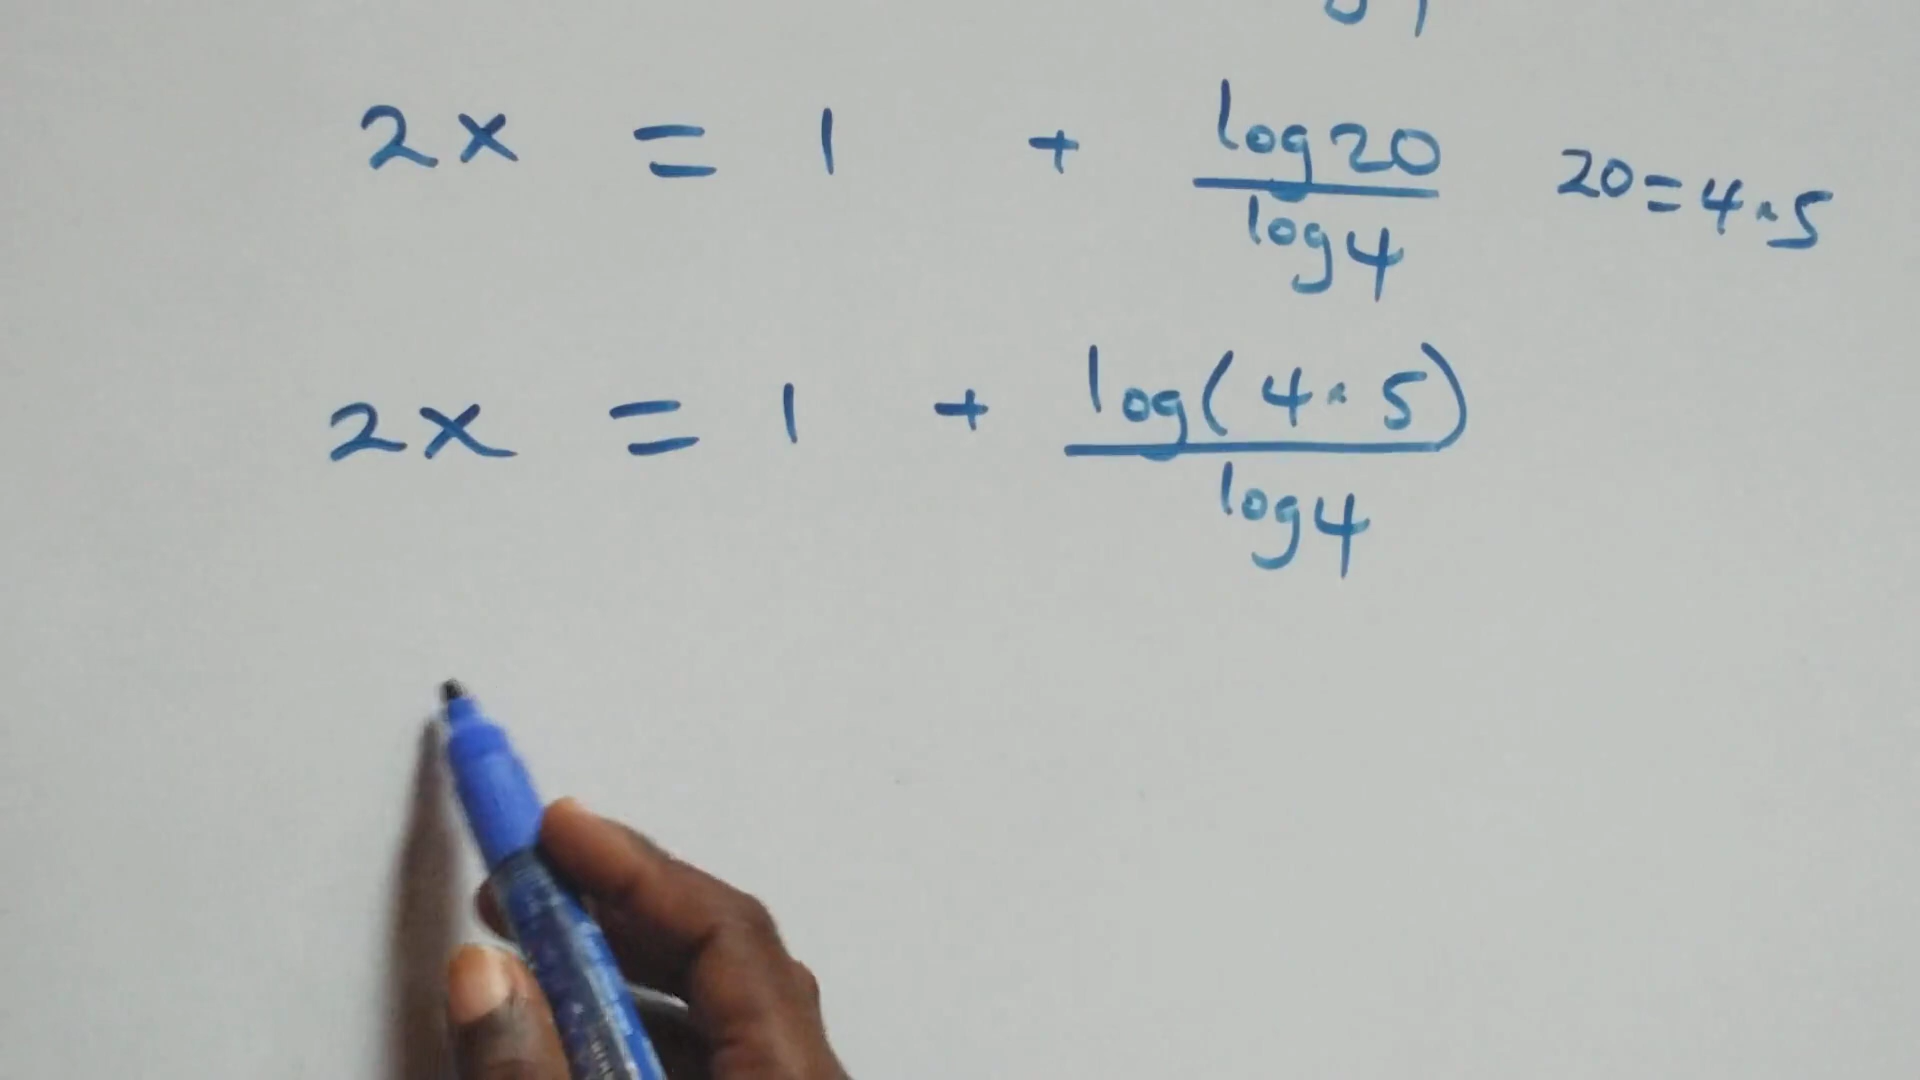 2x = 1 + log20/log4 20=4·5
2x = 1 + log(4·5)/log4